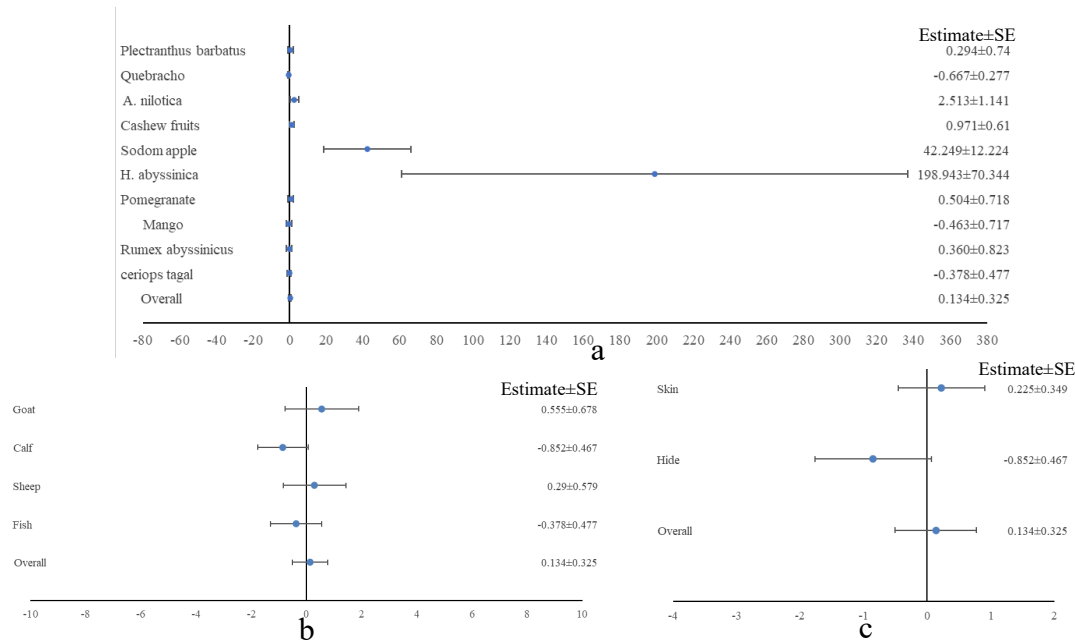 Estimate±SE
Plectranthus barbatus 0.294±0.74
Quebracho -0.667±0.277
A. nilotica 2.513±1.141
Cashew fruits 0.971±0.61
Sodom apple 42.249±12.224
H. abyssinica 198.943±70.344
Pomegranate 0.504±0.718
Mango -0.463±0.717
Rumex abyssinicus 0.360±0.823
ceriops tagal -0.378±0.477
Overall 0.134±0.325
-80 -60 -40 -20 0 20 40 60 80 100 120 140 160 180 200 220 240 260 280 300 320 340 360 380
a
Estimate±SE
Goat 0.555±0.678
Calf -0.852±0.467
Sheep 0.29±0.579
Fish -0.378±0.477
Overall 0.134±0.325
-10 -8 -6 -4 -2 0 2 4 6 8 10
b
Estimate±SE
Skin 0.225±0.349
Hide -0.852±0.467
Overall 0.134±0.325
-4 -3 -2 -1 0 1 2
c